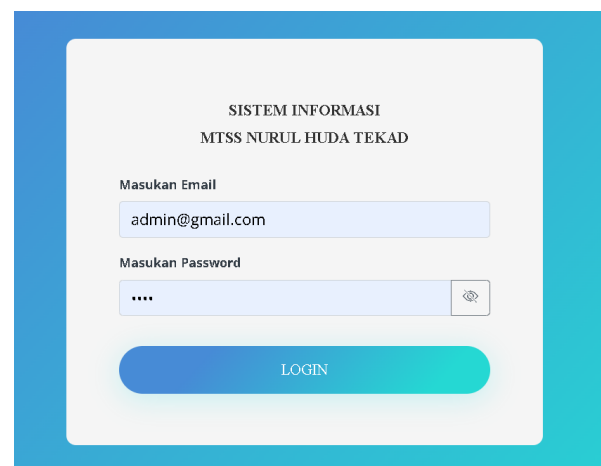 SISTEM INFORMASI
MTSS NURUL HUDA TEKAD
Masukan Email
admin@gmail.com
Masukan Password
••••
LOGIN